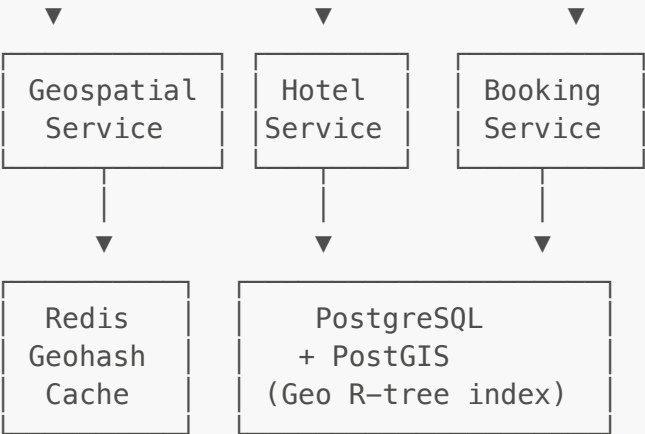 Geospatial Hotel Booking
Service Service Service
Redis PostgreSQL
Geohash + PostGIS
Cache (Geo R-tree index)